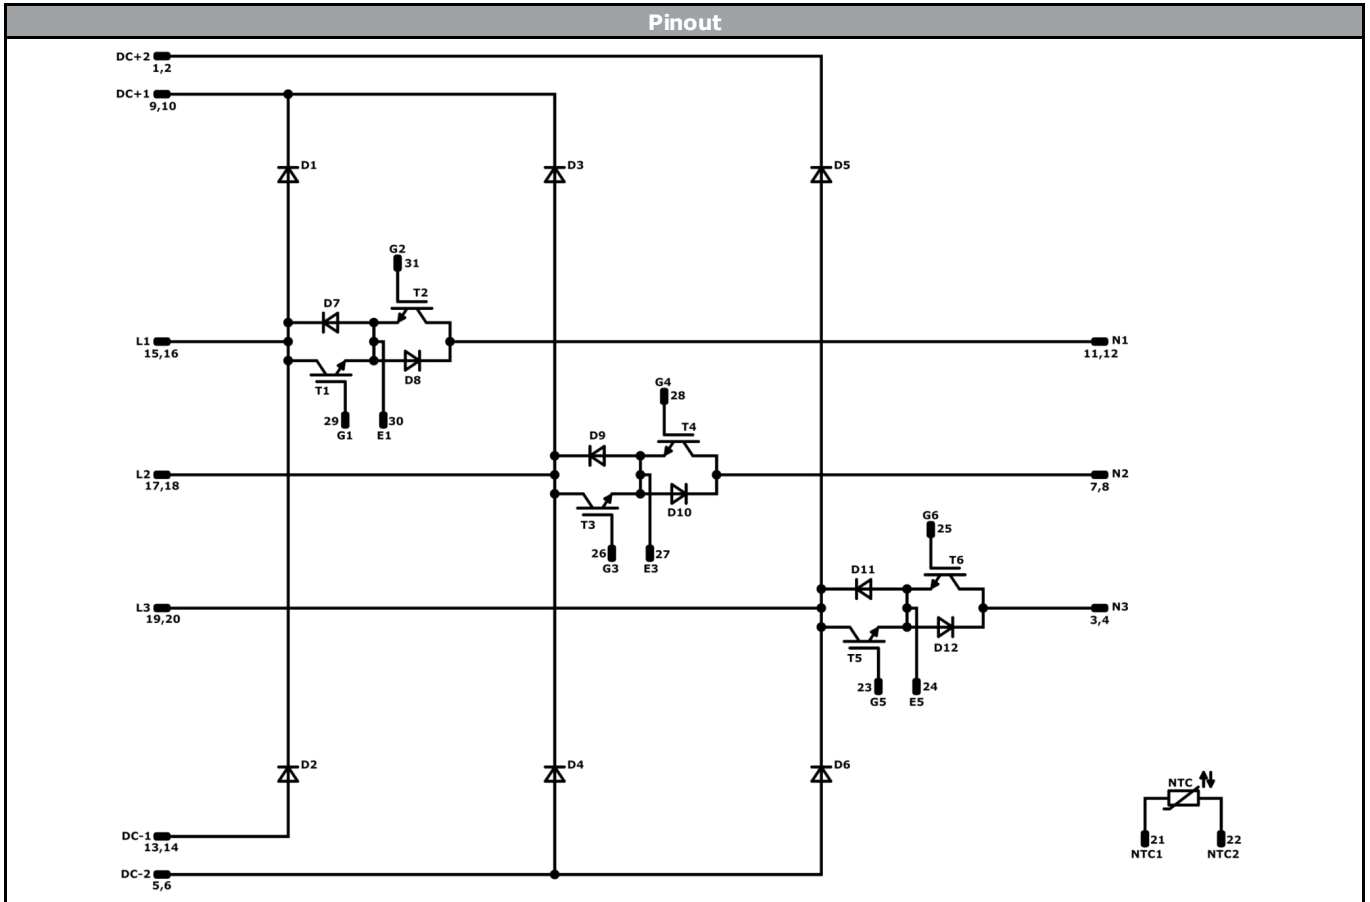 Pinout
DC+2
1,2
DC+1
9,10
D1
D3
D5
G2
31
D7
T2
L1
15,16
N1
11,12
T1
D8
29
30
G1
E1
G4
28
D9
T4
L2
17,18
N2
7,8
T3
D10
26
27
G3
E3
G6
25
D11
T6
L3
19,20
N3
3,4
T5
D12
23
24
G5
E5
D2
D4
D6
NTC
DC-1
13,14
21
22
NTC1
NTC2
DC-2
5,6